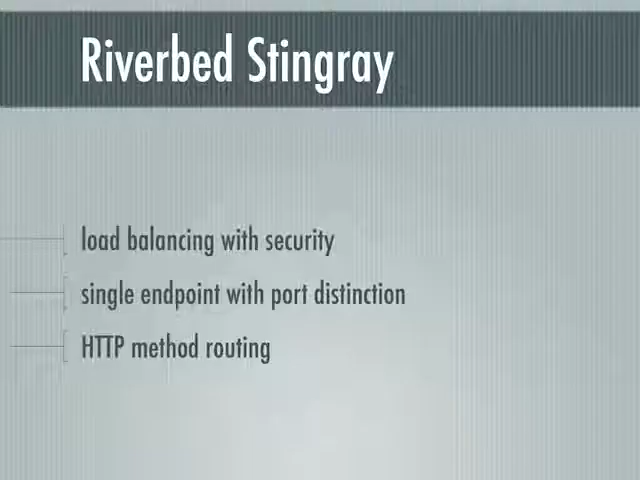 Riverbed Stingray
load balancing with security
single endpoint with port distinction
HTTP method routing